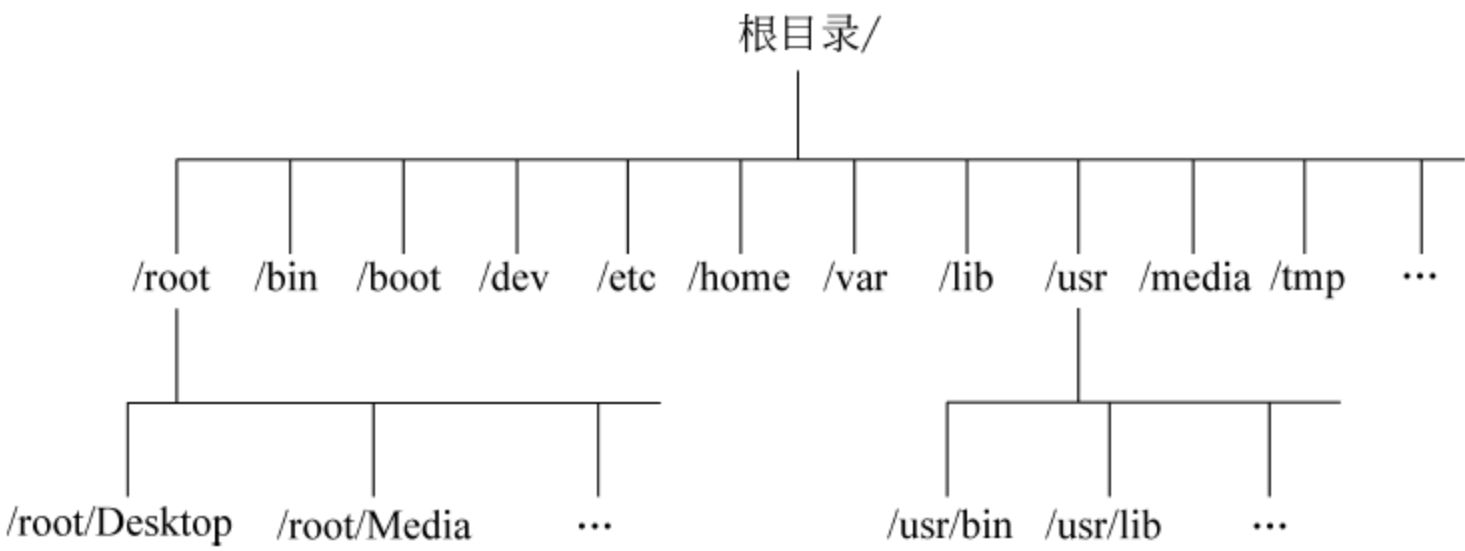 根目录/
/root /bin /boot /dev /etc /home /var /lib /usr /media /tmp ···
/root/Desktop /root/Media ··· /usr/bin /usr/lib ···